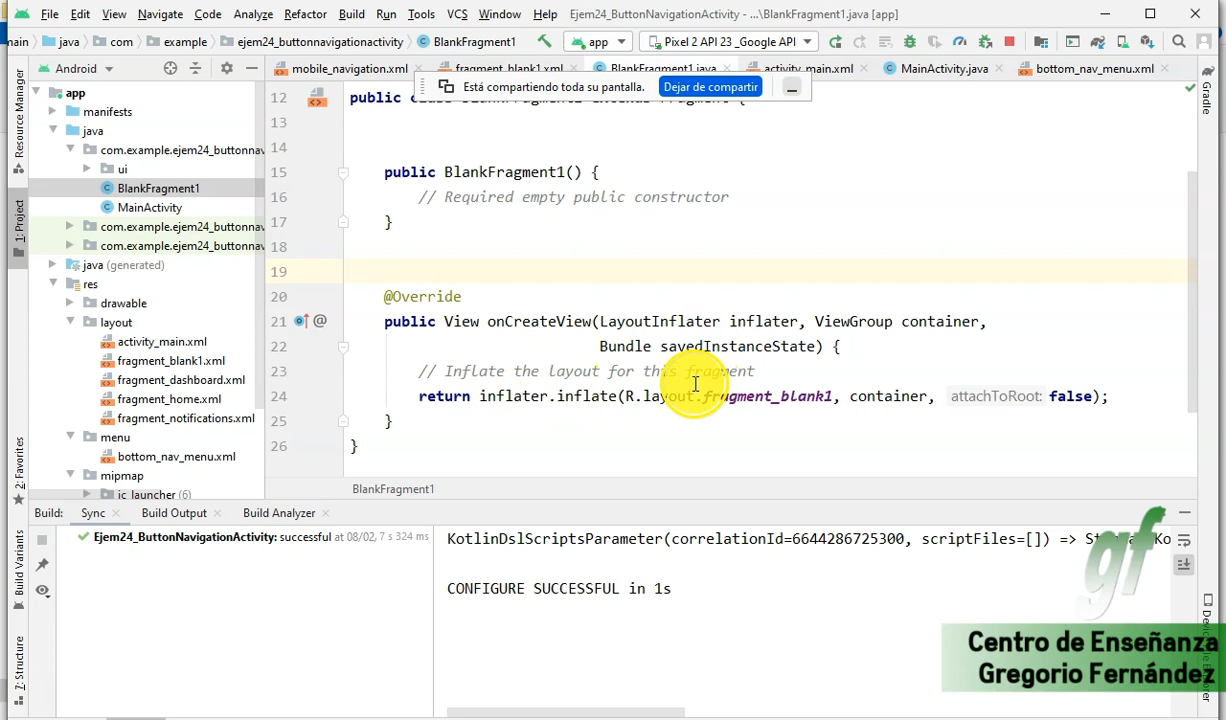 File Edit View Navigate Code Analyze Refactor Build Run Tools VCS Window Help Ejem24_ButtonNavigationActivity - ...\BlankFragment1.java [app]
main java com example ejem24_buttonnavigationactivity BlankFragment1 app Pixel 2 API 23 _Google API
Android mobile_navigation.xml fragment_blank1.xml BlankFragment1.java activity_main.xml MainActivity.java bottom_nav_menu.xml
Está compartiendo toda su pantalla. Dejar de compartir
Resource Manager
1: Project
2: Favorites
Build Variants
7: Structure
Gradle
app
manifests
java
com.example.ejem24_buttonnav
ui
BlankFragment1
MainActivity
com.example.ejem24_buttonnav
com.example.ejem24_buttonnav
java (generated)
res
drawable
layout
activity_main.xml
fragment_blank1.xml
fragment_dashboard.xml
fragment_home.xml
fragment_notifications.xml
menu
bottom_nav_menu.xml
mipmap
ic_launcher (6)
12 public class BlankFragment1 extends Fragment {
13
14
15 public BlankFragment1() {
16 // Required empty public constructor
17 }
18
19
20 @Override
21 public View onCreateView(LayoutInflater inflater, ViewGroup container,
22 Bundle savedInstanceState) {
23 // Inflate the layout for this fragment
24 return inflater.inflate(R.layout.fragment_blank1, container, attachToRoot: false);
25 }
26 }
BlankFragment1
Build: Sync Build Output Build Analyzer
Ejem24_ButtonNavigationActivity: successful at 08/02, 7 s 324 ms
KotlinDslScriptsParameter(correlationId=6644286725300, scriptFiles=[]) =>
CONFIGURE SUCCESSFUL in 1s
gf
Centro de Enseñanza
Gregorio Fernández